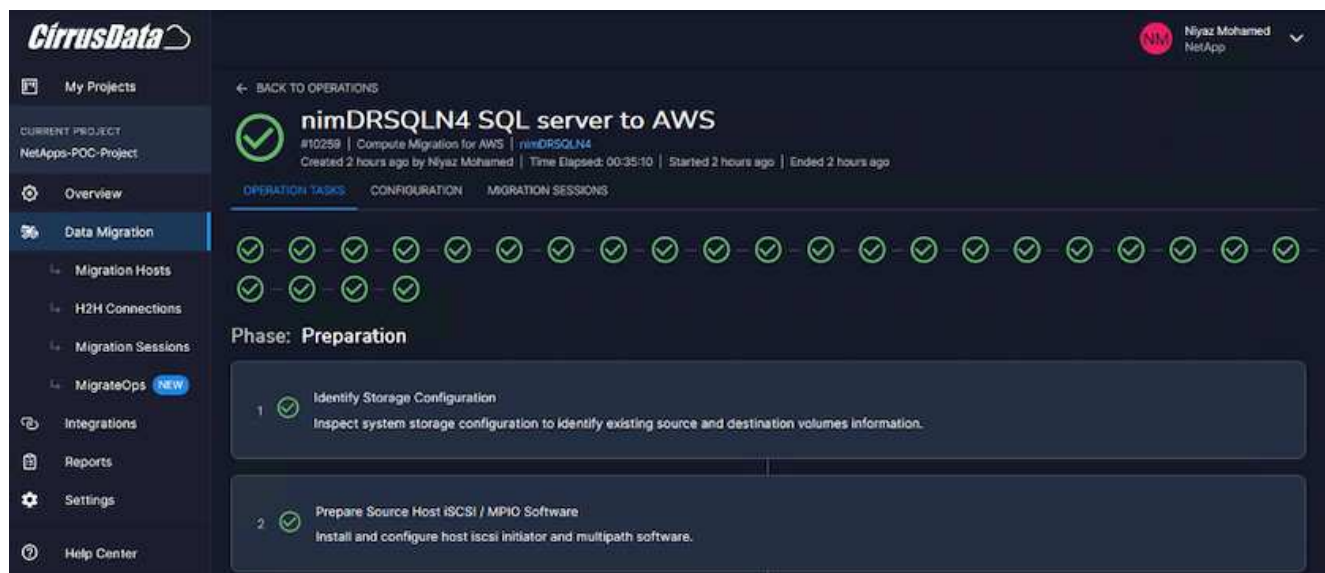 CirrusData
NM
Niyaz Mohamed
NetApp
My Projects
CURRENT PROJECT
NetApps-POC-Project
Overview
Data Migration
Migration Hosts
H2H Connections
Migration Sessions
MigrateOps NEW
Integrations
Reports
Settings
Help Center
← BACK TO OPERATIONS
nimDRSQLN4 SQL server to AWS
#10259 | Compute Migration for AWS | nimDRSQLN4
Created 2 hours ago by Niyaz Mohamed | Time Elapsed: 00:35:10 | Started 2 hours ago | Ended 2 hours ago
OPERATION TASKS CONFIGURATION MIGRATION SESSIONS
Phase: Preparation
1 Identify Storage Configuration
Inspect system storage configuration to identify existing source and destination volumes information.
2 Prepare Source Host iSCSI / MPIO Software
Install and configure host iscsi initiator and multipath software.